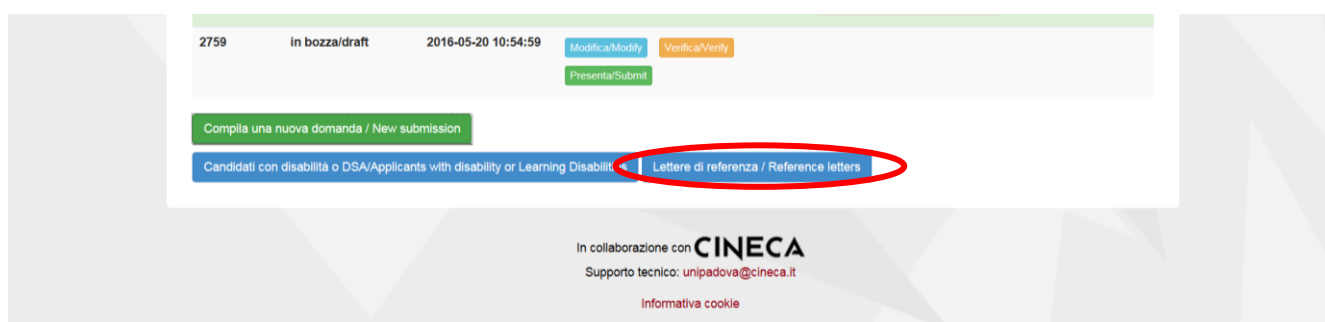 2759 in bozza/draft 2016-05-20 10:54:59 Modifica/Modify Verifica/Verify
Presenta/Submit
Compila una nuova domanda / New submission
Candidati con disabilità o DSA/Applicants with disability or Learning Disabilities Lettere di referenza / Reference letters
In collaborazione con CINECA
Supporto tecnico: unipadova@cineca.it
Informativa cookie